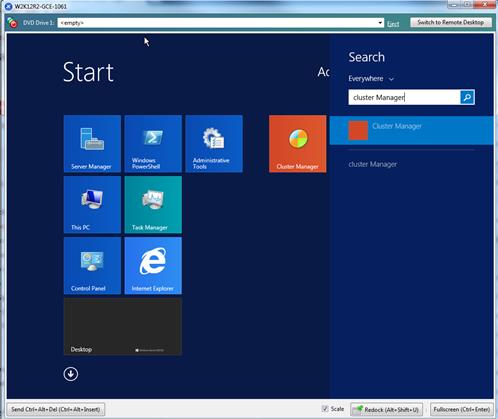 W2K12R2-GCE-1061
DVD Drive 1: <empty> Eject Switch to Remote Desktop
Start
Ac
Search
Everywhere
cluster Manager
Cluster Manager
cluster Manager
Server Manager
Windows PowerShell
Administrative Tools
Cluster Manager
This PC
Task Manager
Control Panel
Internet Explorer
Desktop
Send Ctrl+Alt+Del (Ctrl+Alt+Insert) Scale Redock (Alt+Shift+U) Fullscreen (Ctrl+Enter)